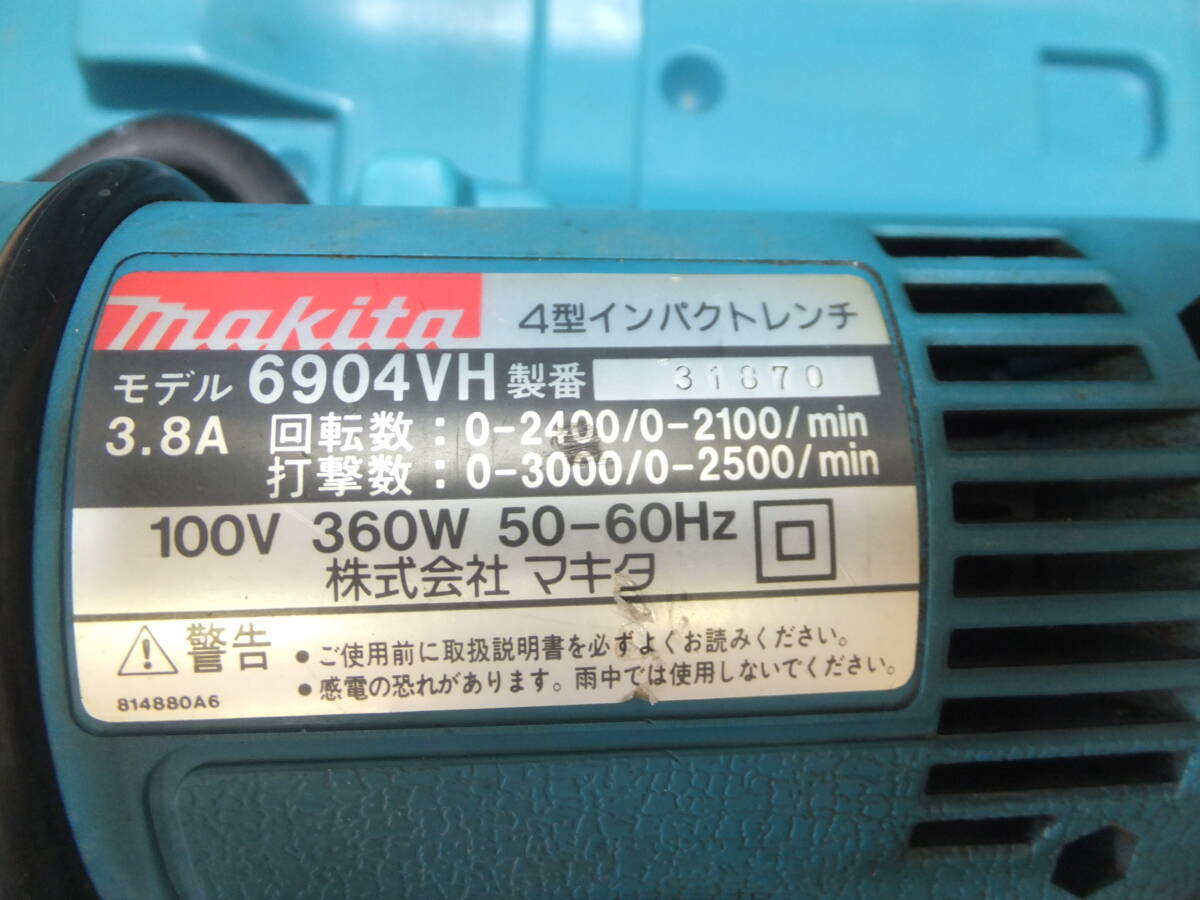 makita 4型インパクトレンチ
モデル 6904VH 製番 31870
3.8A 回転数：0-2400/0-2100/min
打撃数：0-3000/0-2500/min
100V 360W 50-60Hz
株式会社 マキタ
警告 ●ご使用前に取扱説明書を必ずよくお読みください。
●感電の恐れがあります。雨中では使用しないでください。
814880A6